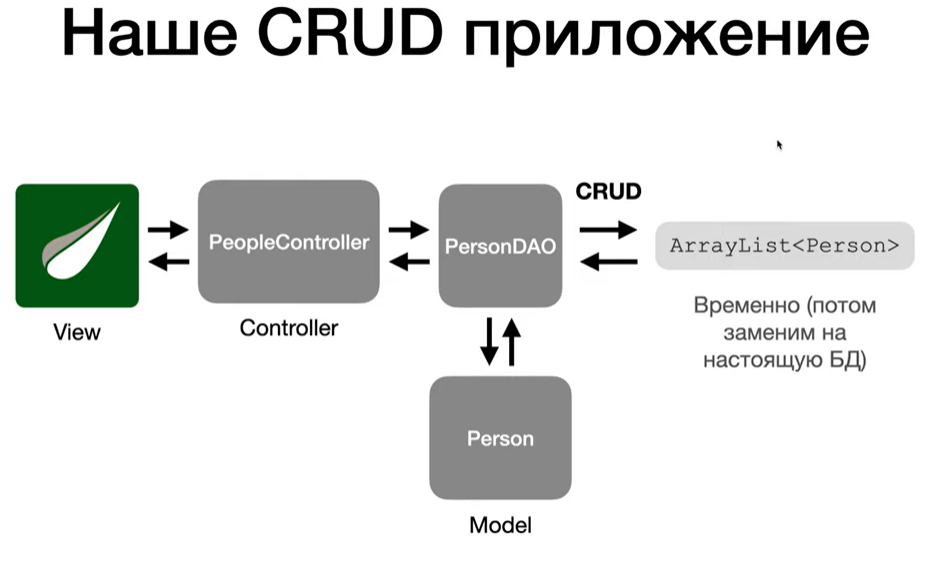 Наше CRUD приложение
CRUD
PeopleController
PersonDAO
ArrayList<Person>
View
Controller
Временно (потом
заменим на
настоящую БД)
Person
Model